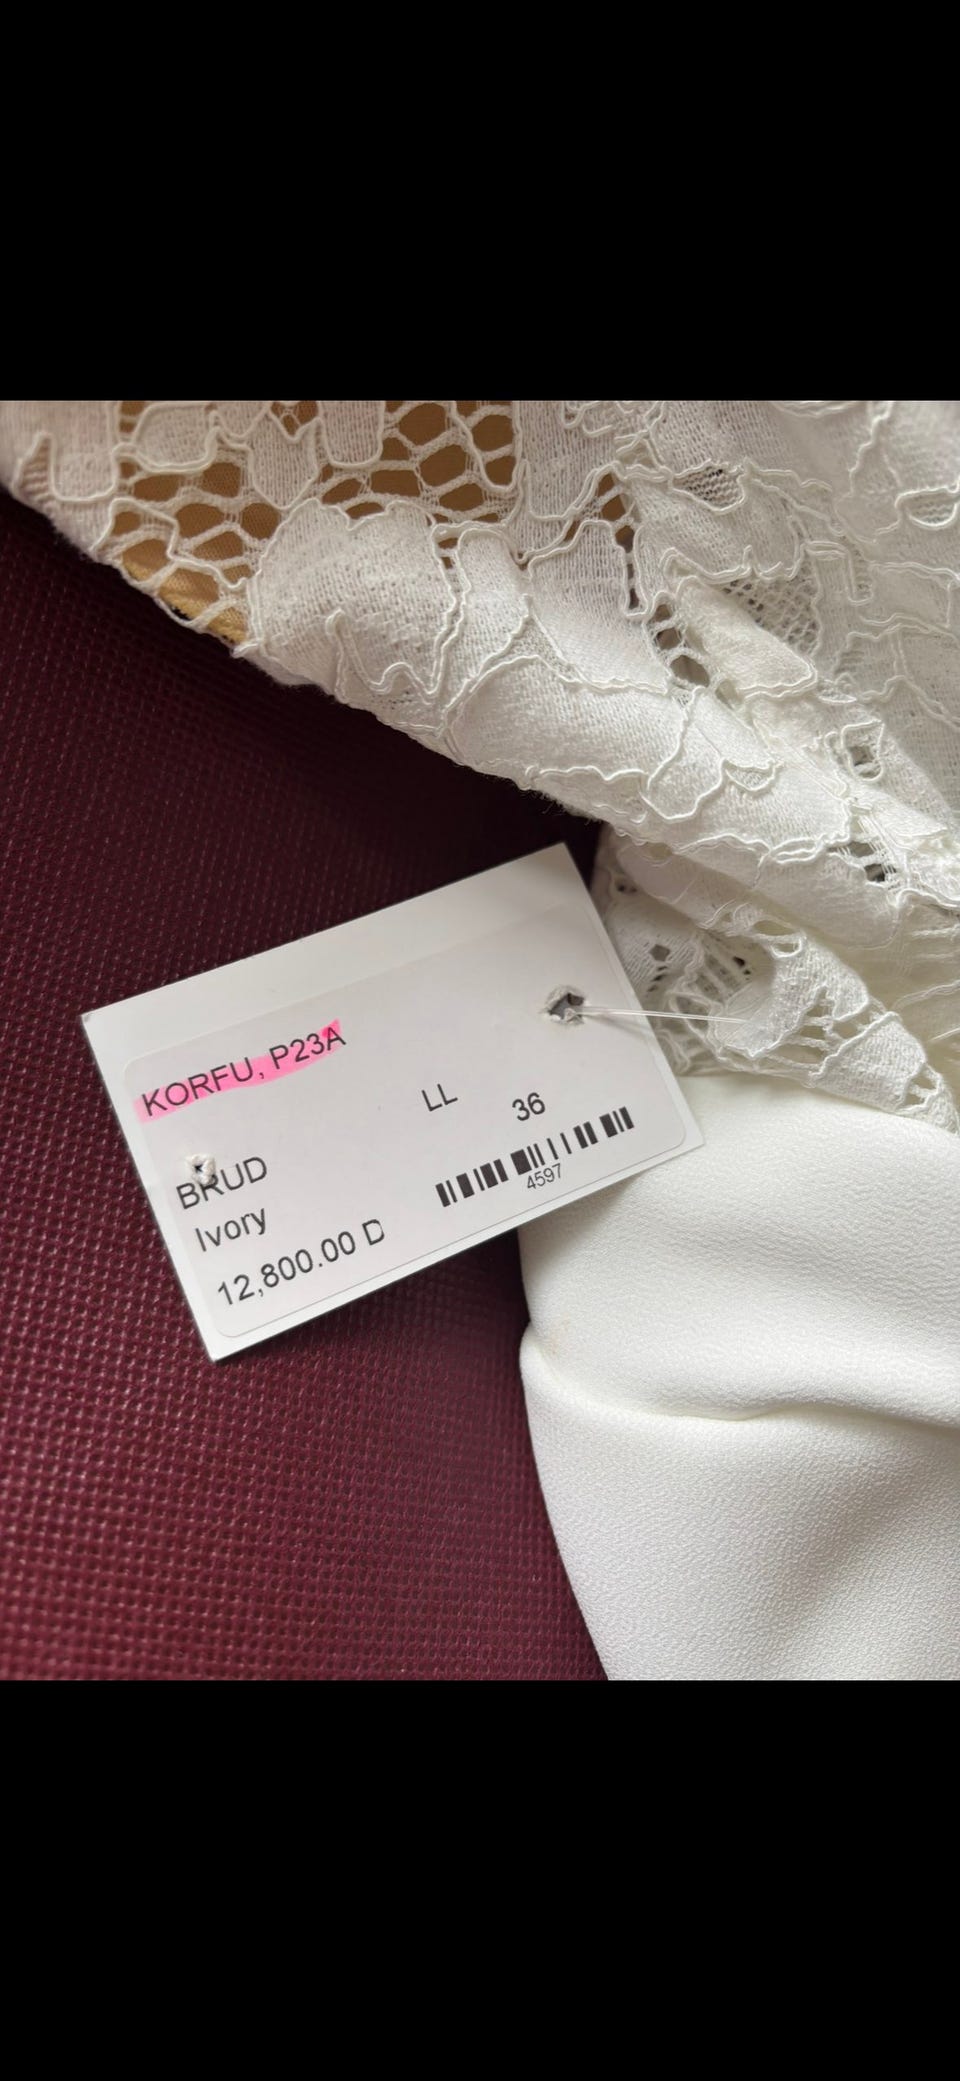 KORFU, P23A
LL 36
BRUD
4597
Ivory
12,800.00 D